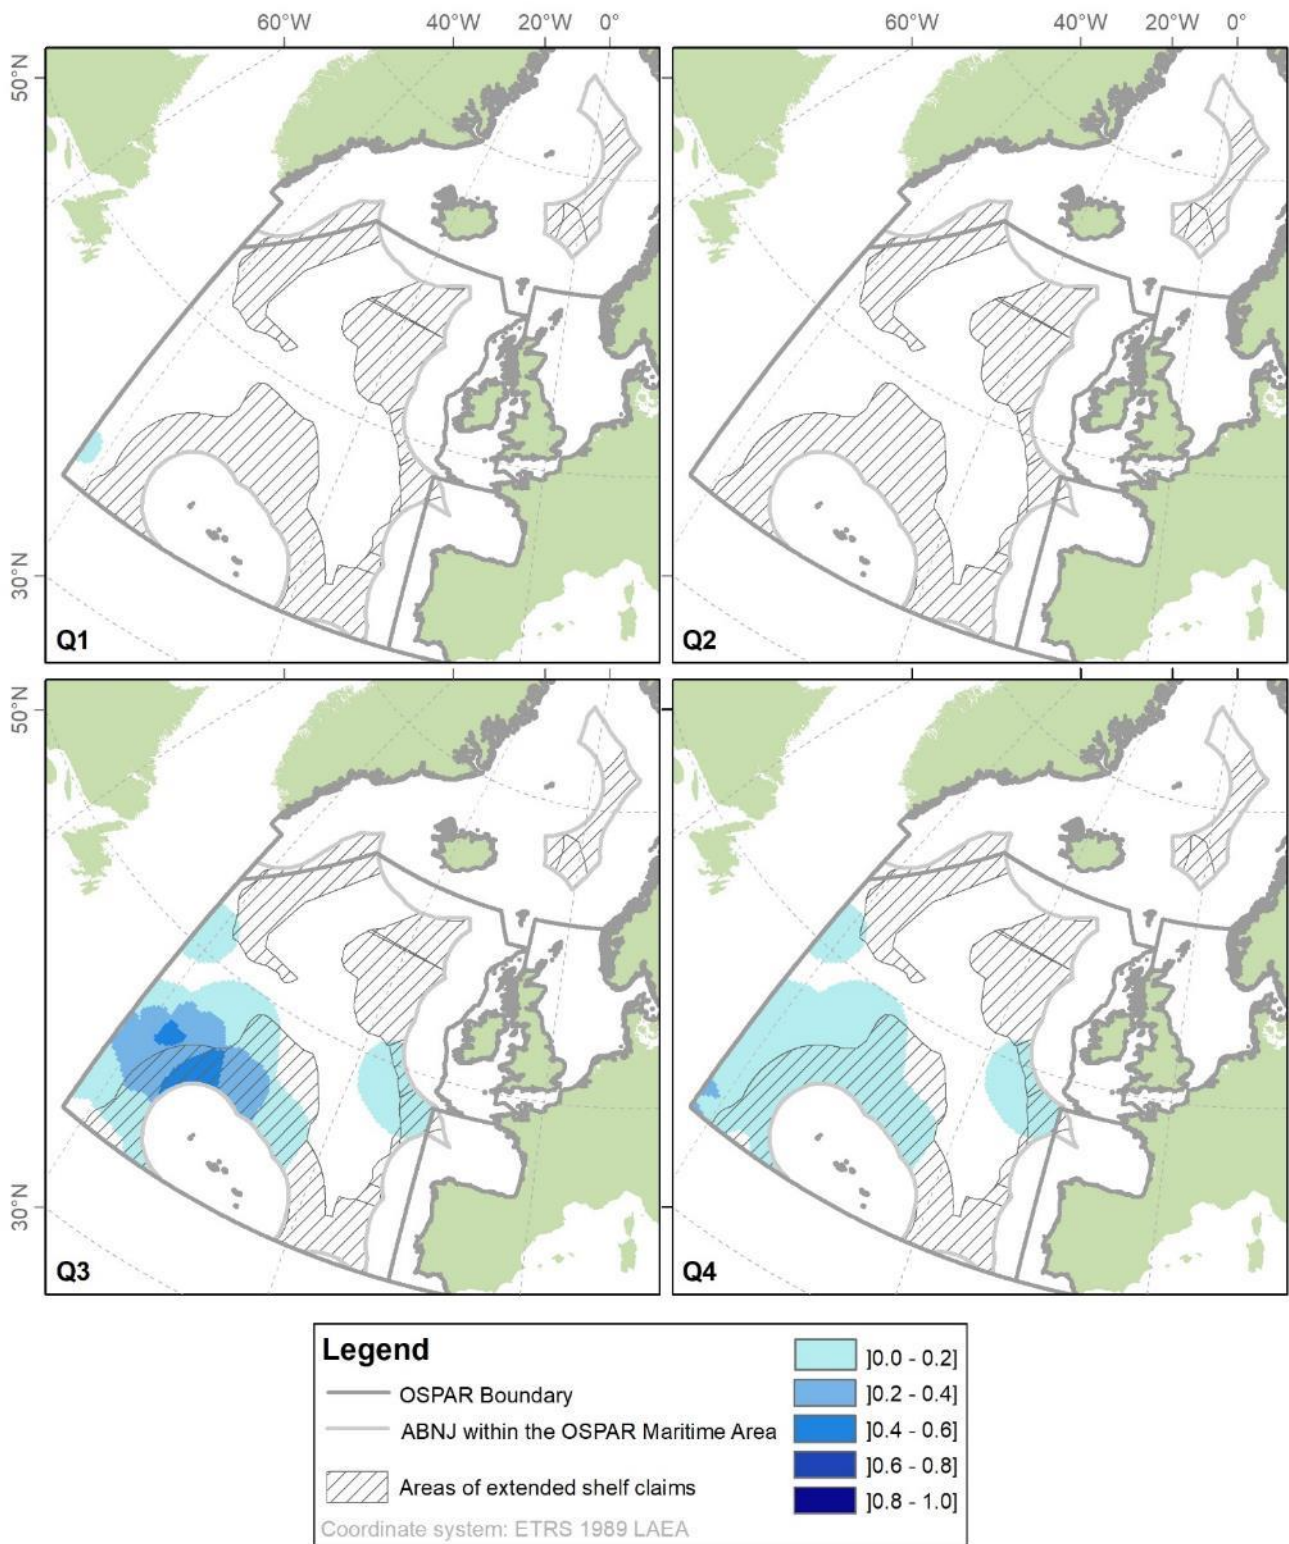 60°W 40°W 20°W 0° 60°W 40°W 20°W 0°
50°N
30°N
Q1 Q2
50°N
30°N
Q3 Q4
Legend
OSPAR Boundary
ABNJ within the OSPAR Maritime Area
Areas of extended shelf claims
Coordinate system: ETRS 1989 LAEA
]0.0 - 0.2]
]0.2 - 0.4]
]0.4 - 0.6]
]0.6 - 0.8]
]0.8 - 1.0]